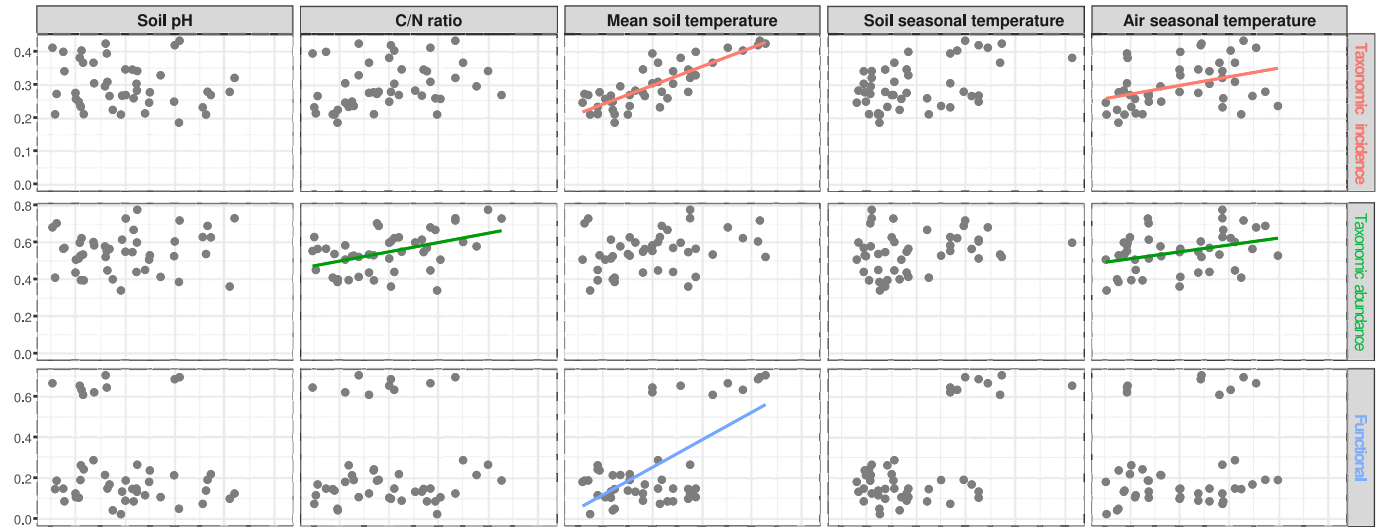 Soil pH
C/N ratio
Mean soil temperature
Soil seasonal temperature
Air seasonal temperature
0.4
0.3
0.2
0.1
0.0
Taxonomic incidence
0.8
0.6
0.4
0.2
0.0
Taxonomic abundance
0.6
0.4
0.2
0.0
Functional